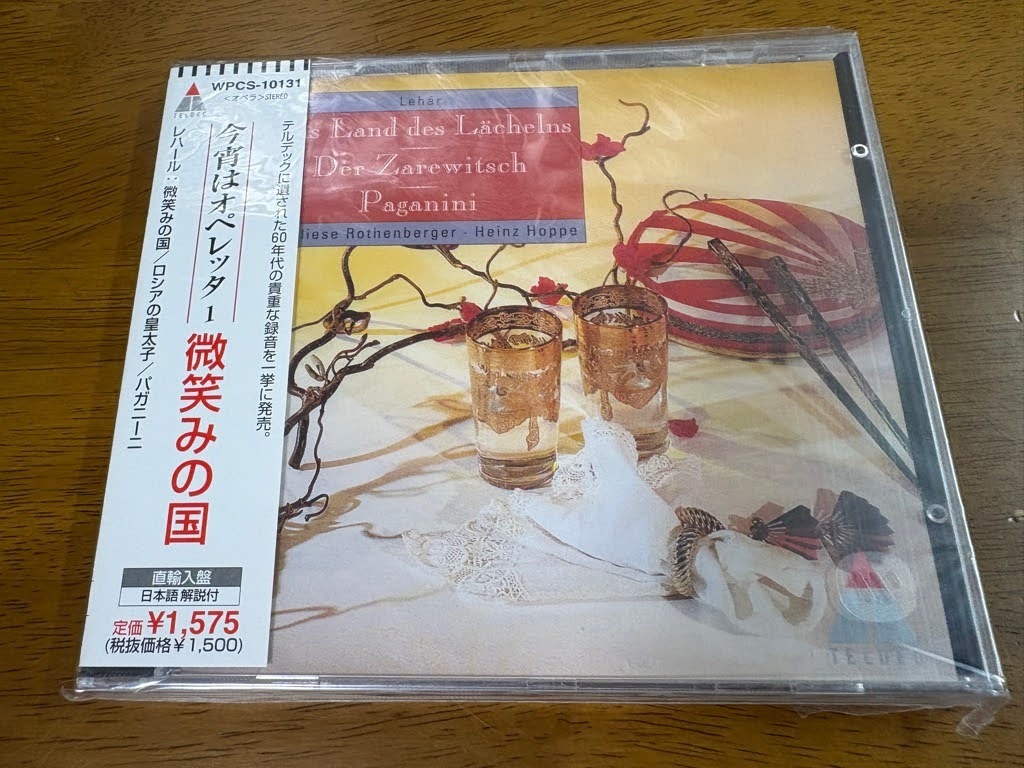 WPCS-10131
<オペラ>STEREO
TELDEC
テルデックに遺された60年代の貴重な録音を一挙に発売。
今宵はオペレッタ 1
微笑みの国
レハール：微笑みの国／ロシアの皇太子／パガニーニ
直輸入盤
日本語 解説付
定価 ¥1,575
(税抜価格¥1,500)
Lehár
s Land des Lächelns
Der Zarewitsch
Paganini
liese Rothenberger · Heinz Hoppe
TELDEC